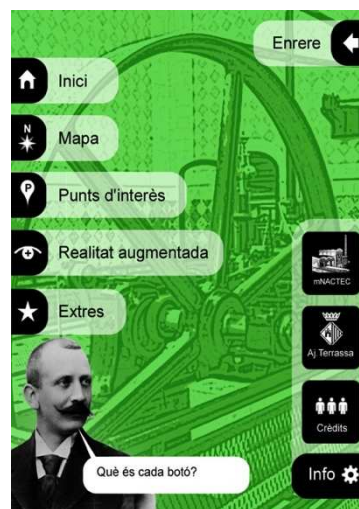 Enrere
Inici
N
Mapa
P
Punts d'interès
Realitat augmentada
Extres
mNACTEC
Aj.Terrassa
Crèdits
Què és cada botó?
Info